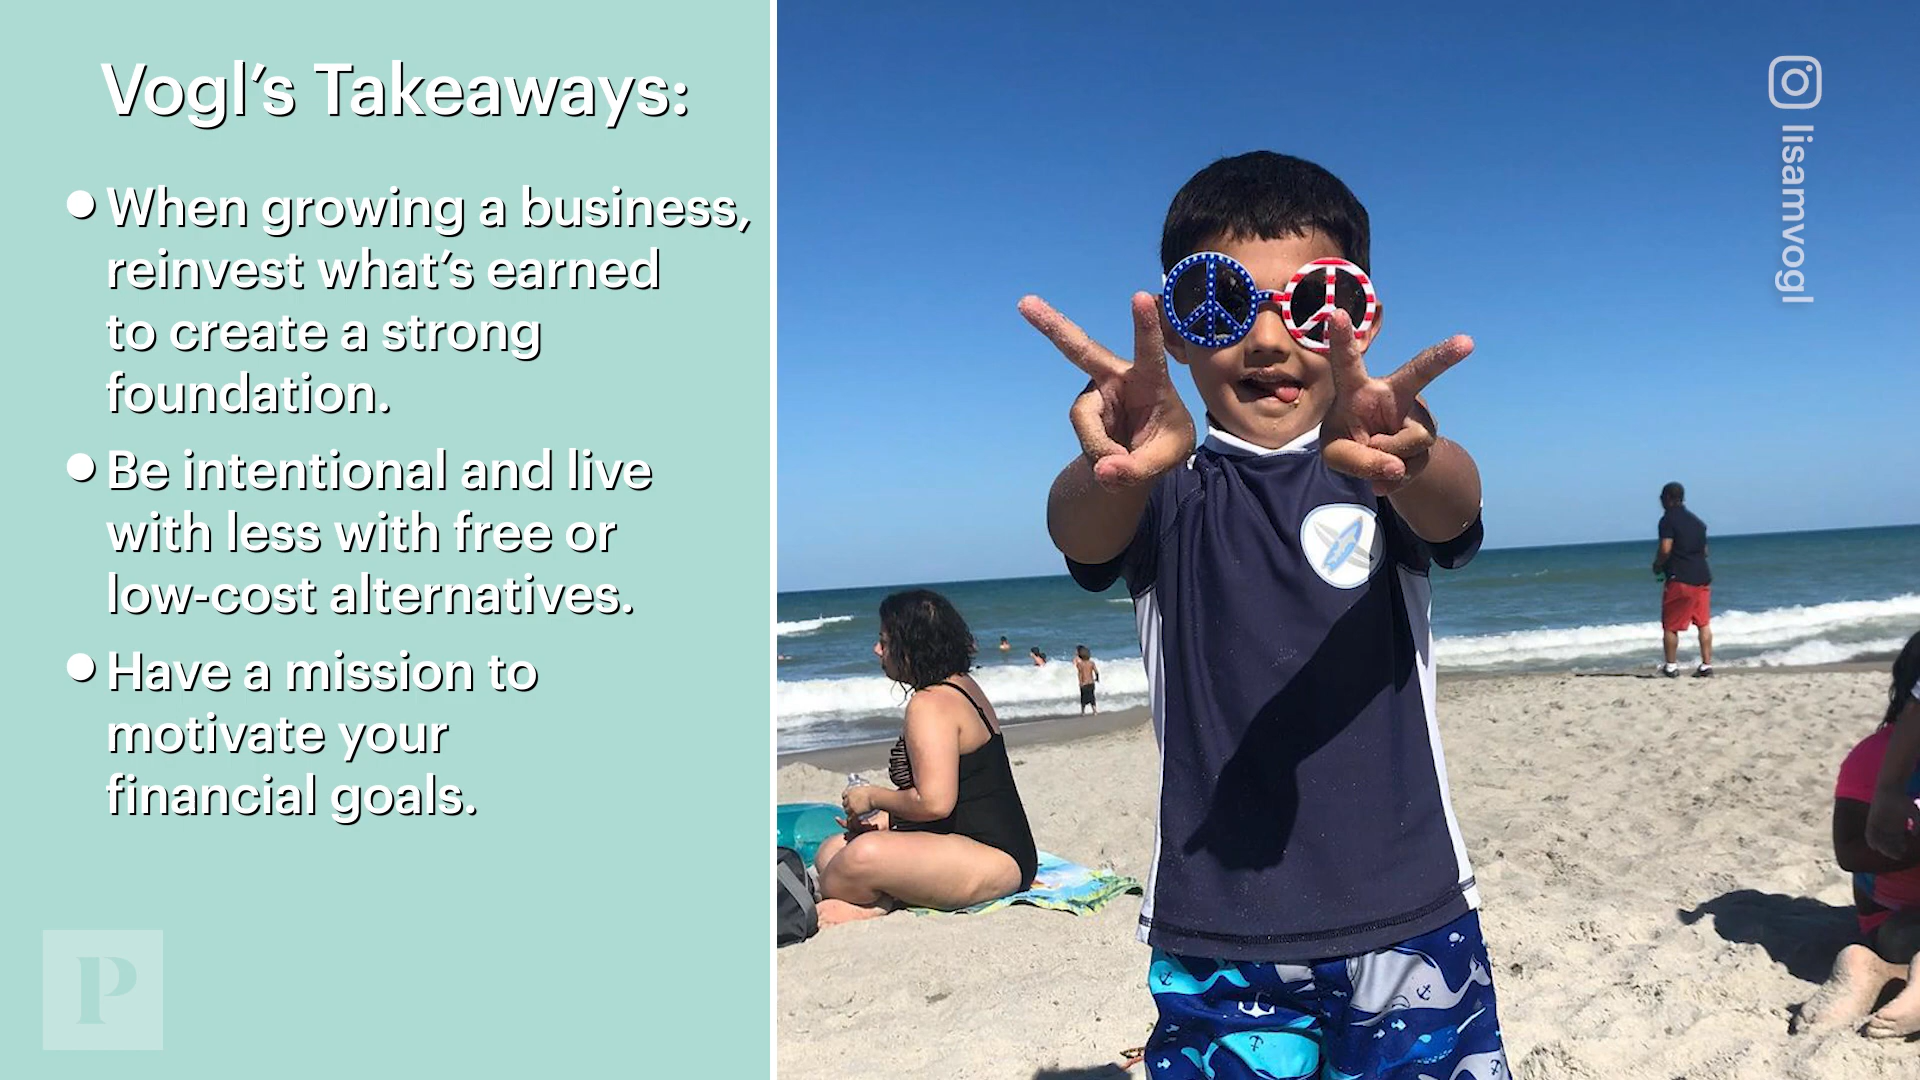 Vogl’s Takeaways:
● When growing a business,
reinvest what’s earned
to create a strong
foundation.
● Be intentional and live
with less with free or
low-cost alternatives.
● Have a mission to
motivate your
financial goals.
P
lisamvogl